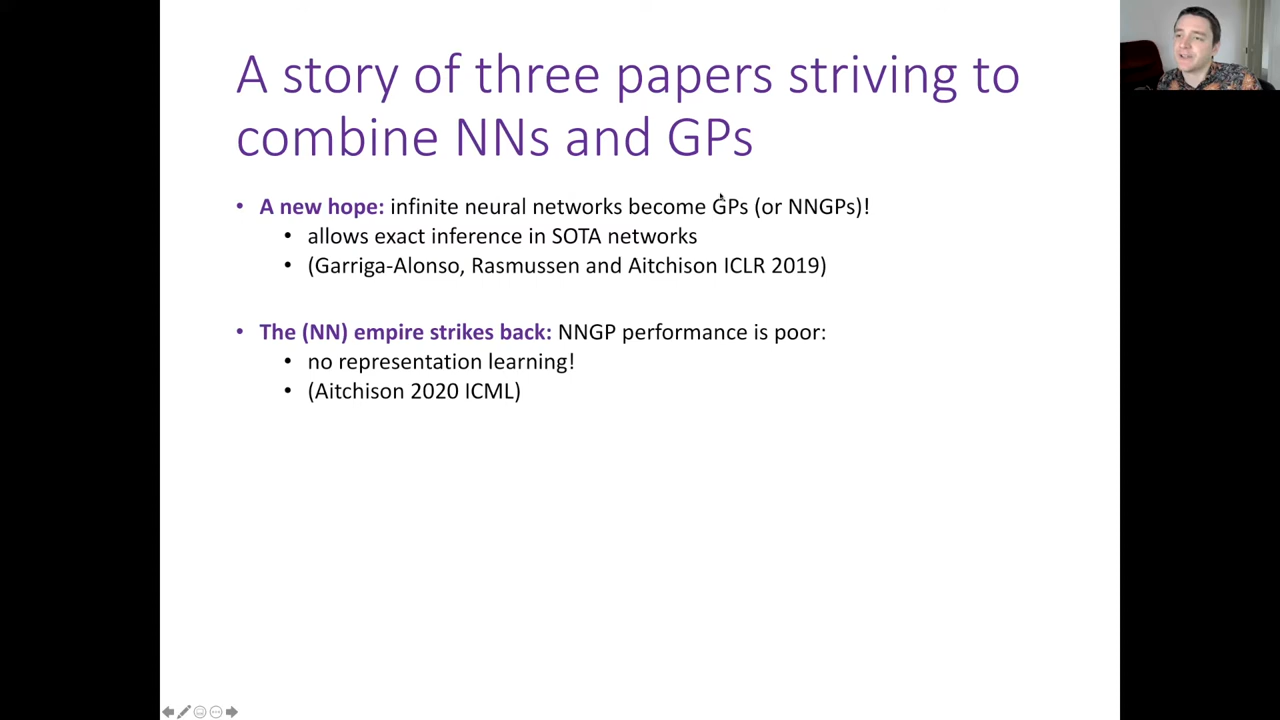 A story of three papers striving to
combine NNs and GPs
• A new hope: infinite neural networks become GPs (or NNGPs)!
• allows exact inference in SOTA networks
• (Garriga-Alonso, Rasmussen and Aitchison ICLR 2019)
• The (NN) empire strikes back: NNGP performance is poor:
• no representation learning!
• (Aitchison 2020 ICML)